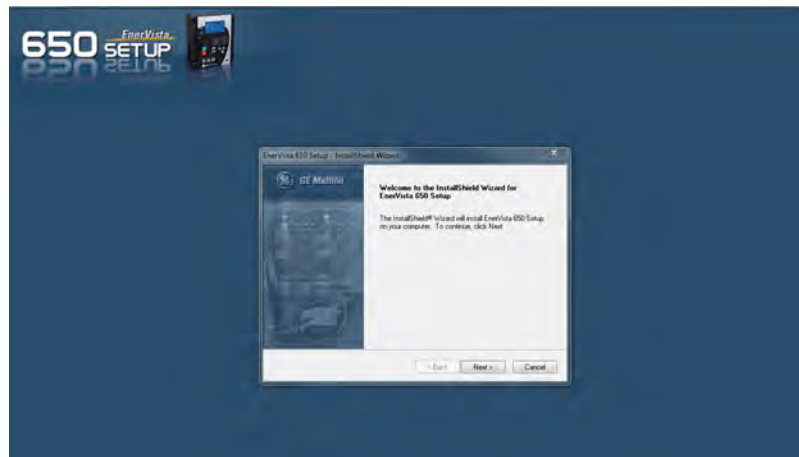 EnerVista
650 SETUP
EnerVista 650 Setup - InstallShield Wizard
GE Multilin
Welcome to the InstallShield Wizard for
EnerVista 650 Setup
The InstallShield® Wizard will install EnerVista 650 Setup
on your computer. To continue, click Next.
< Back
Next >
Cancel